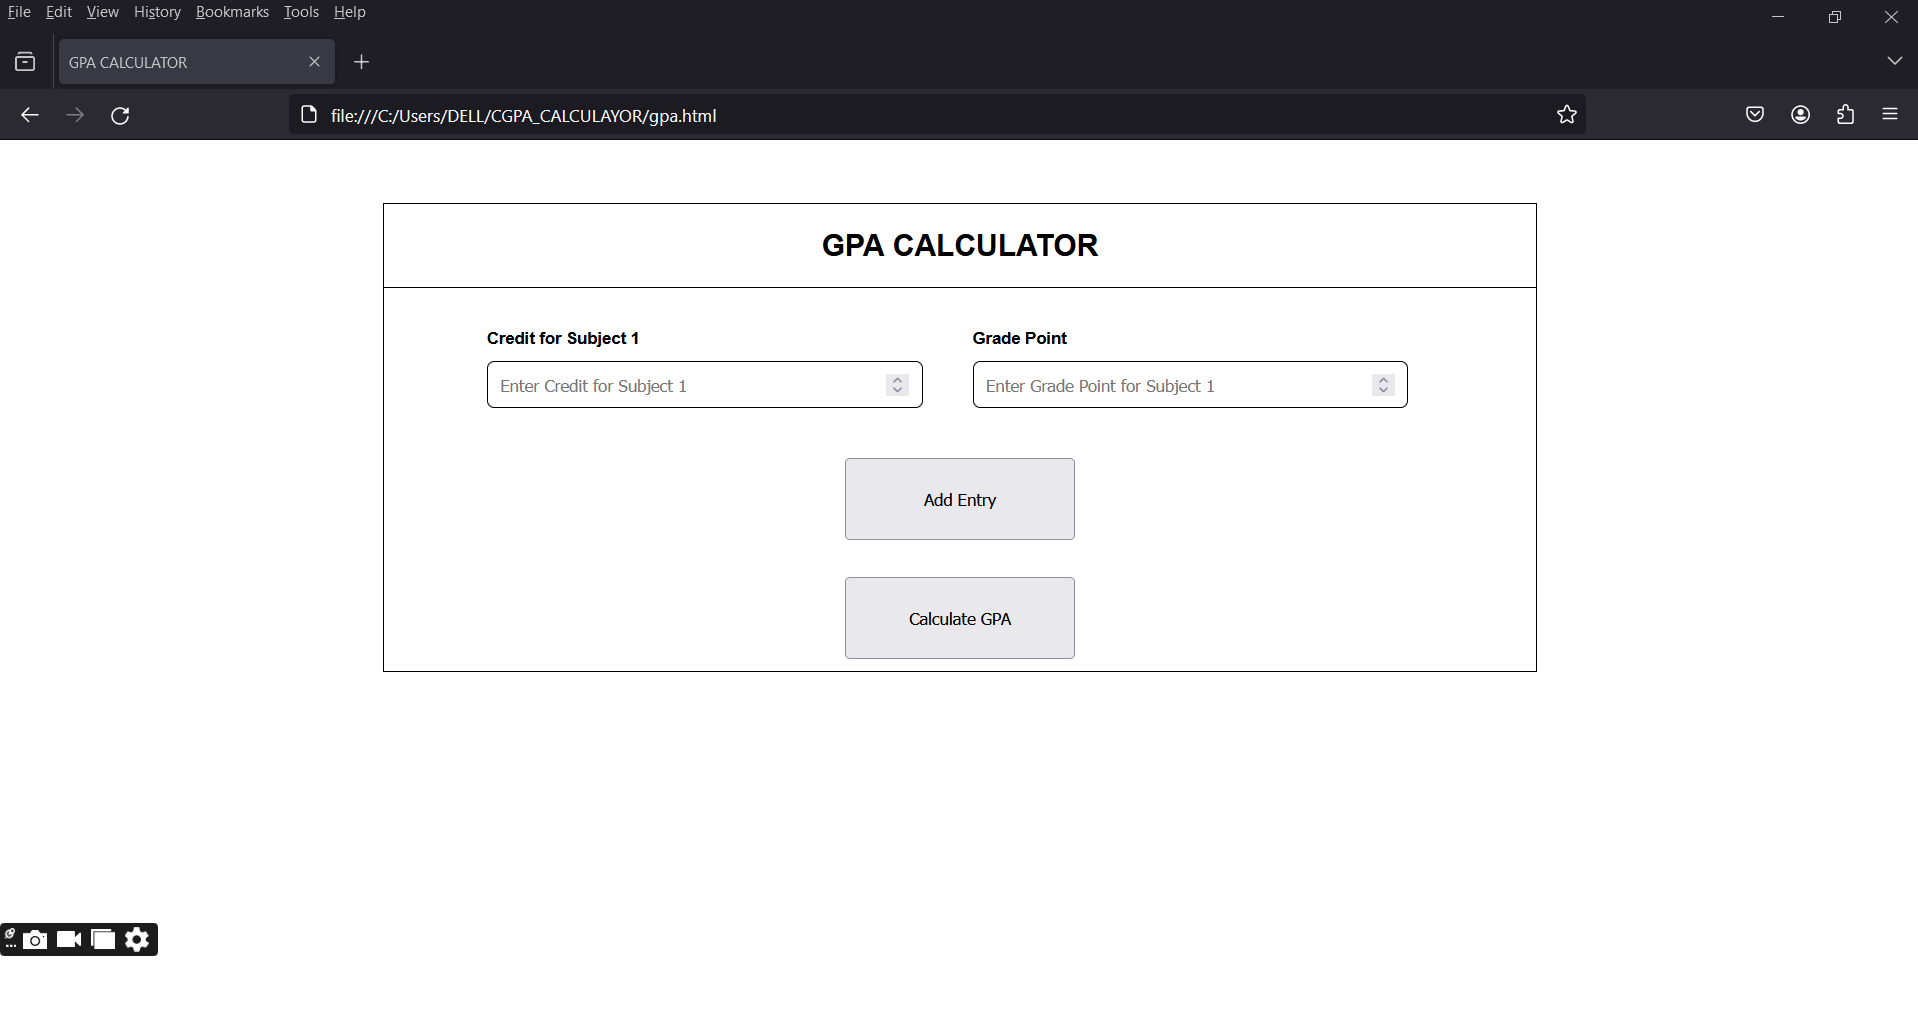 File Edit View History Bookmarks Tools Help
GPA CALCULATOR
file:///C:/Users/DELL/CGPA_CALCULAYOR/gpa.html
GPA CALCULATOR
Credit for Subject 1 Grade Point
Enter Credit for Subject 1 Enter Grade Point for Subject 1
Add Entry
Calculate GPA